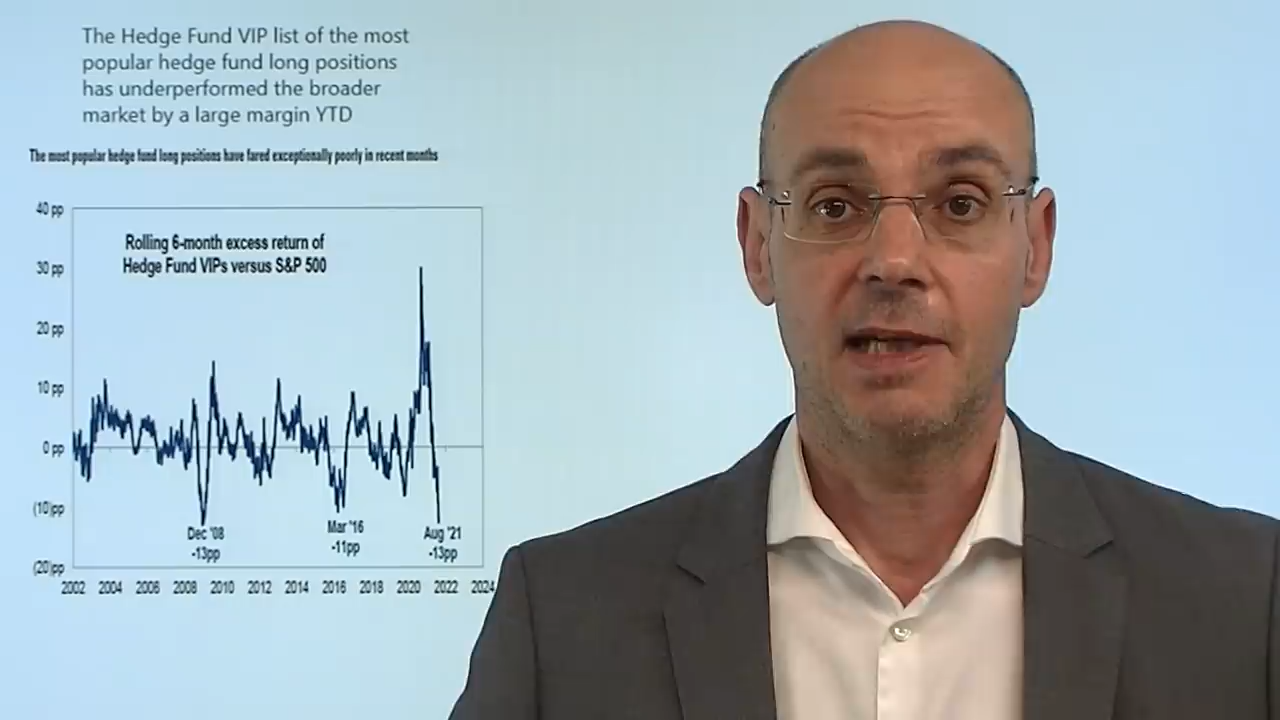 The Hedge Fund VIP list of the most
popular hedge fund long positions
has underperformed the broader
market by a large margin YTD
The most popular hedge fund long positions have fared exceptionally poorly in recent months
40 pp
30 pp
20 pp
10 pp
0 pp
(10)pp
(20)pp
Rolling 6-month excess return of
Hedge Fund VIPs versus S&P 500
Dec '08
-13pp
Mar '16
-11pp
Aug '21
-13pp
2002 2004 2006 2008 2010 2012 2014 2016 2018 2020 2022 2024